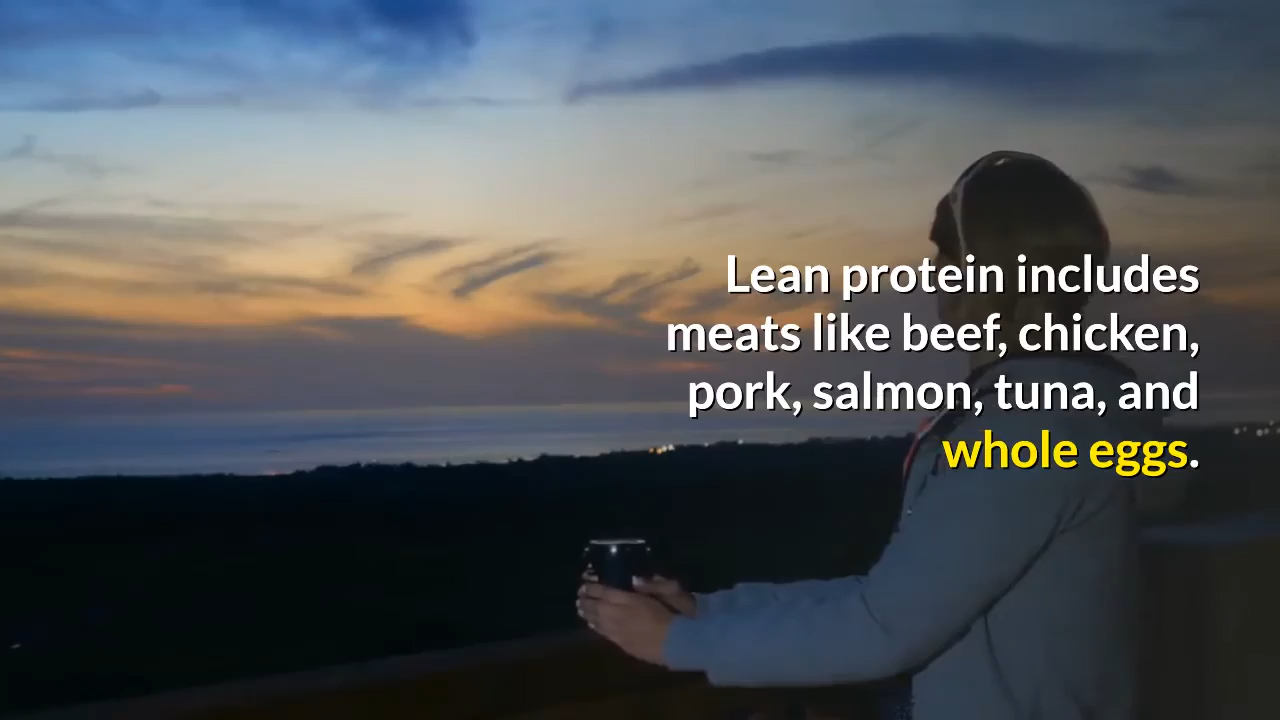 Lean protein includes
meats like beef, chicken,
pork, salmon, tuna, and
whole eggs.